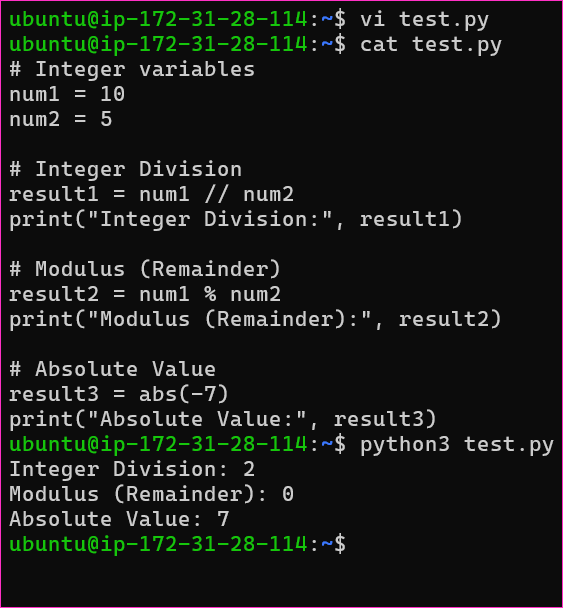 ubuntu@ip-172-31-28-114:~$ vi test.py
ubuntu@ip-172-31-28-114:~$ cat test.py
# Integer variables
num1 = 10
num2 = 5

# Integer Division
result1 = num1 // num2
print("Integer Division:", result1)

# Modulus (Remainder)
result2 = num1 % num2
print("Modulus (Remainder):", result2)

# Absolute Value
result3 = abs(-7)
print("Absolute Value:", result3)
ubuntu@ip-172-31-28-114:~$ python3 test.py
Integer Division: 2
Modulus (Remainder): 0
Absolute Value: 7
ubuntu@ip-172-31-28-114:~$